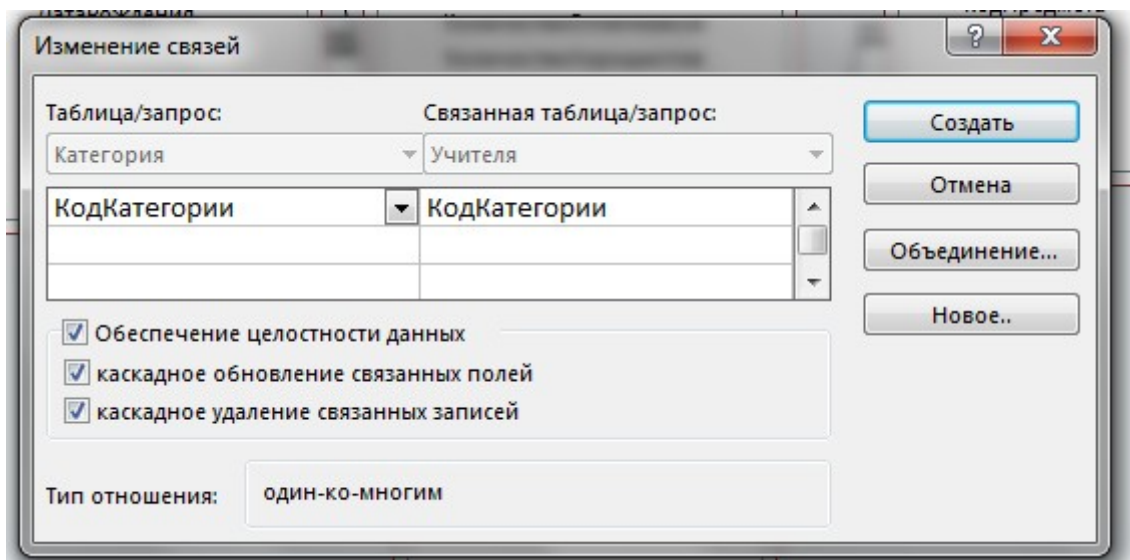 Изменение связей
Таблица/запрос: Связанная таблица/запрос:
Категория Учителя
КодКатегории КодКатегории
Обеспечение целостности данных
каскадное обновление связанных полей
каскадное удаление связанных записей
Тип отношения: один-ко-многим
Создать
Отмена
Объединение...
Новое..